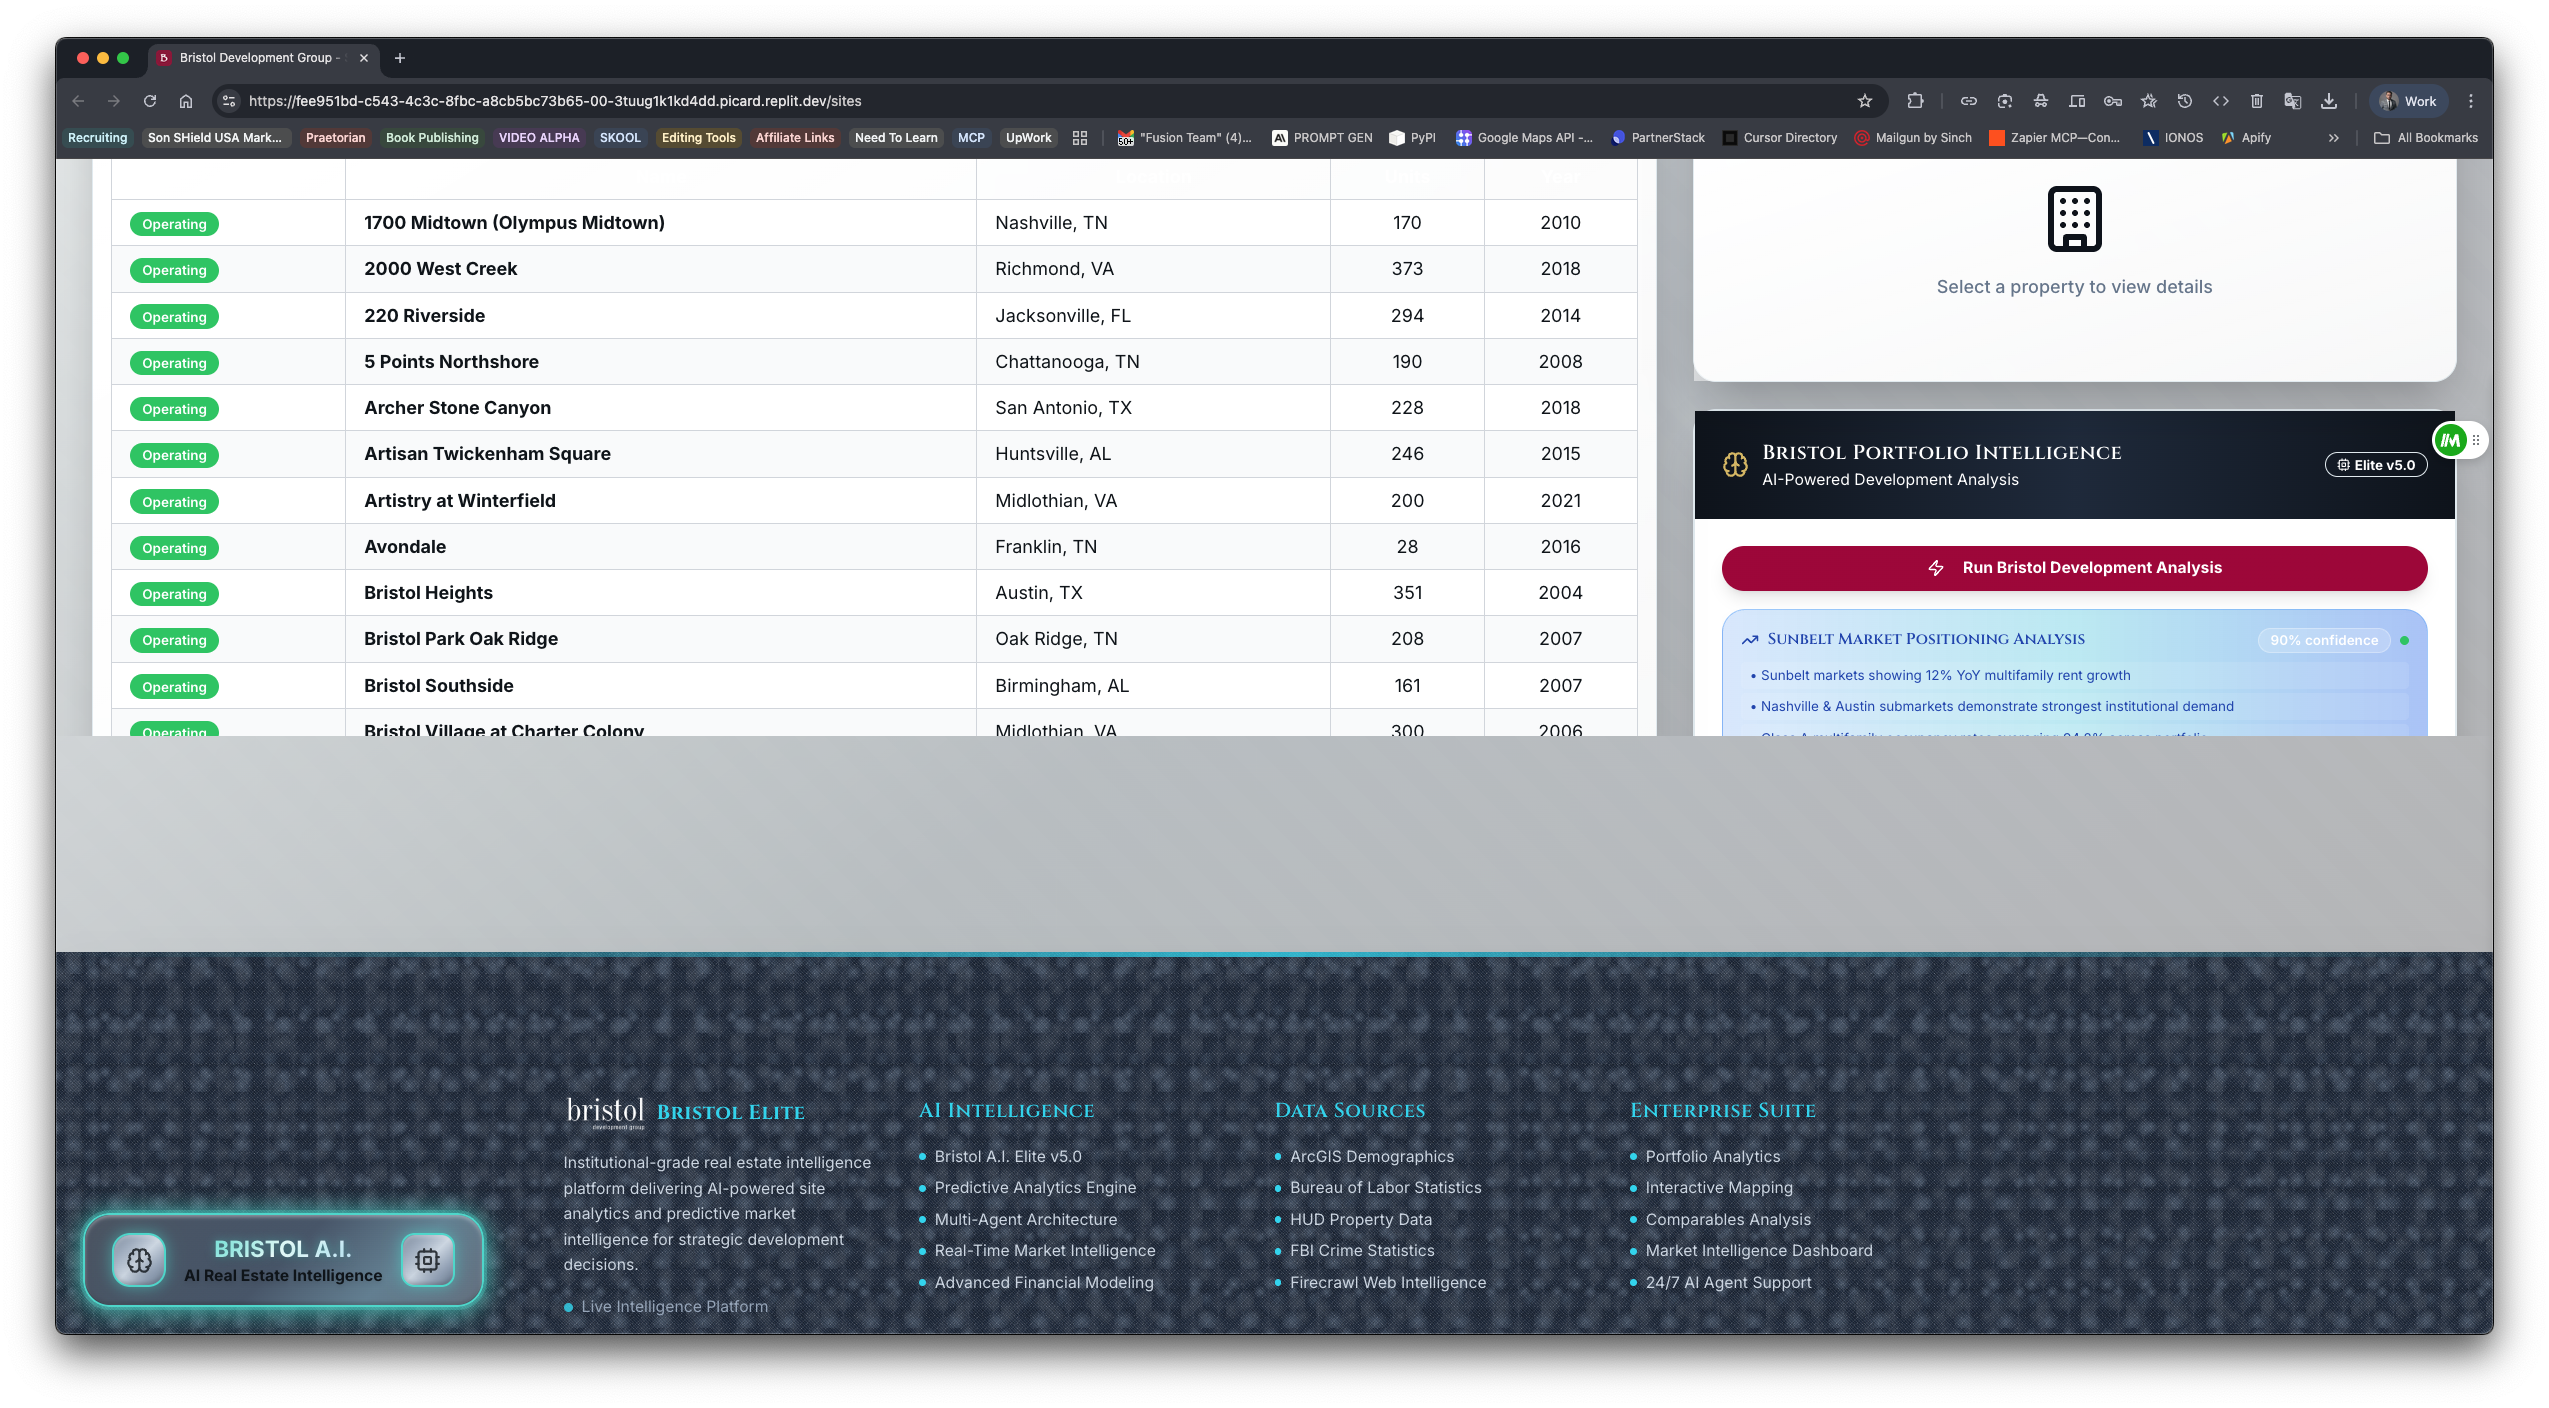 Bristol Development Group -
https://fee951bd-c543-4c3c-8fbc-a8cb5bc73b65-00-3tuug1k1kd4dd.picard.replit.dev/sites
Work
Recruiting Son SHield USA Mark... Praetorian Book Publishing VIDEO ALPHA SKOOL Editing Tools Affiliate Links Need To Learn MCP UpWork "Fusion Team" (4)... PROMPT GEN PyPI Google Maps API -... PartnerStack Cursor Directory Mailgun by Sinch Zapier MCP—Con... IONOS Apify All Bookmarks
Operating 1700 Midtown (Olympus Midtown) Nashville, TN 170 2010
Operating 2000 West Creek Richmond, VA 373 2018
Operating 220 Riverside Jacksonville, FL 294 2014
Operating 5 Points Northshore Chattanooga, TN 190 2008
Operating Archer Stone Canyon San Antonio, TX 228 2018
Operating Artisan Twickenham Square Huntsville, AL 246 2015
Operating Artistry at Winterfield Midlothian, VA 200 2021
Operating Avondale Franklin, TN 28 2016
Operating Bristol Heights Austin, TX 351 2004
Operating Bristol Park Oak Ridge Oak Ridge, TN 208 2007
Operating Bristol Southside Birmingham, AL 161 2007
Operating Bristol Village at Charter Colony Midlothian, VA 300 2006
Select a property to view details
Bristol Portfolio Intelligence
AI-Powered Development Analysis
Elite v5.0
Run Bristol Development Analysis
Sunbelt Market Positioning Analysis
90% confidence
• Sunbelt markets showing 12% YoY multifamily rent growth
• Nashville & Austin submarkets demonstrate strongest institutional demand
bristol
development group
Bristol Elite
Institutional-grade real estate intelligence
platform delivering AI-powered site
analytics and predictive market
intelligence for strategic development
decisions.
Live Intelligence Platform
AI Intelligence
Bristol A.I. Elite v5.0
Predictive Analytics Engine
Multi-Agent Architecture
Real-Time Market Intelligence
Advanced Financial Modeling
Data Sources
ArcGIS Demographics
Bureau of Labor Statistics
HUD Property Data
FBI Crime Statistics
Firecrawl Web Intelligence
Enterprise Suite
Portfolio Analytics
Interactive Mapping
Comparables Analysis
Market Intelligence Dashboard
24/7 AI Agent Support
BRISTOL A.I.
AI Real Estate Intelligence